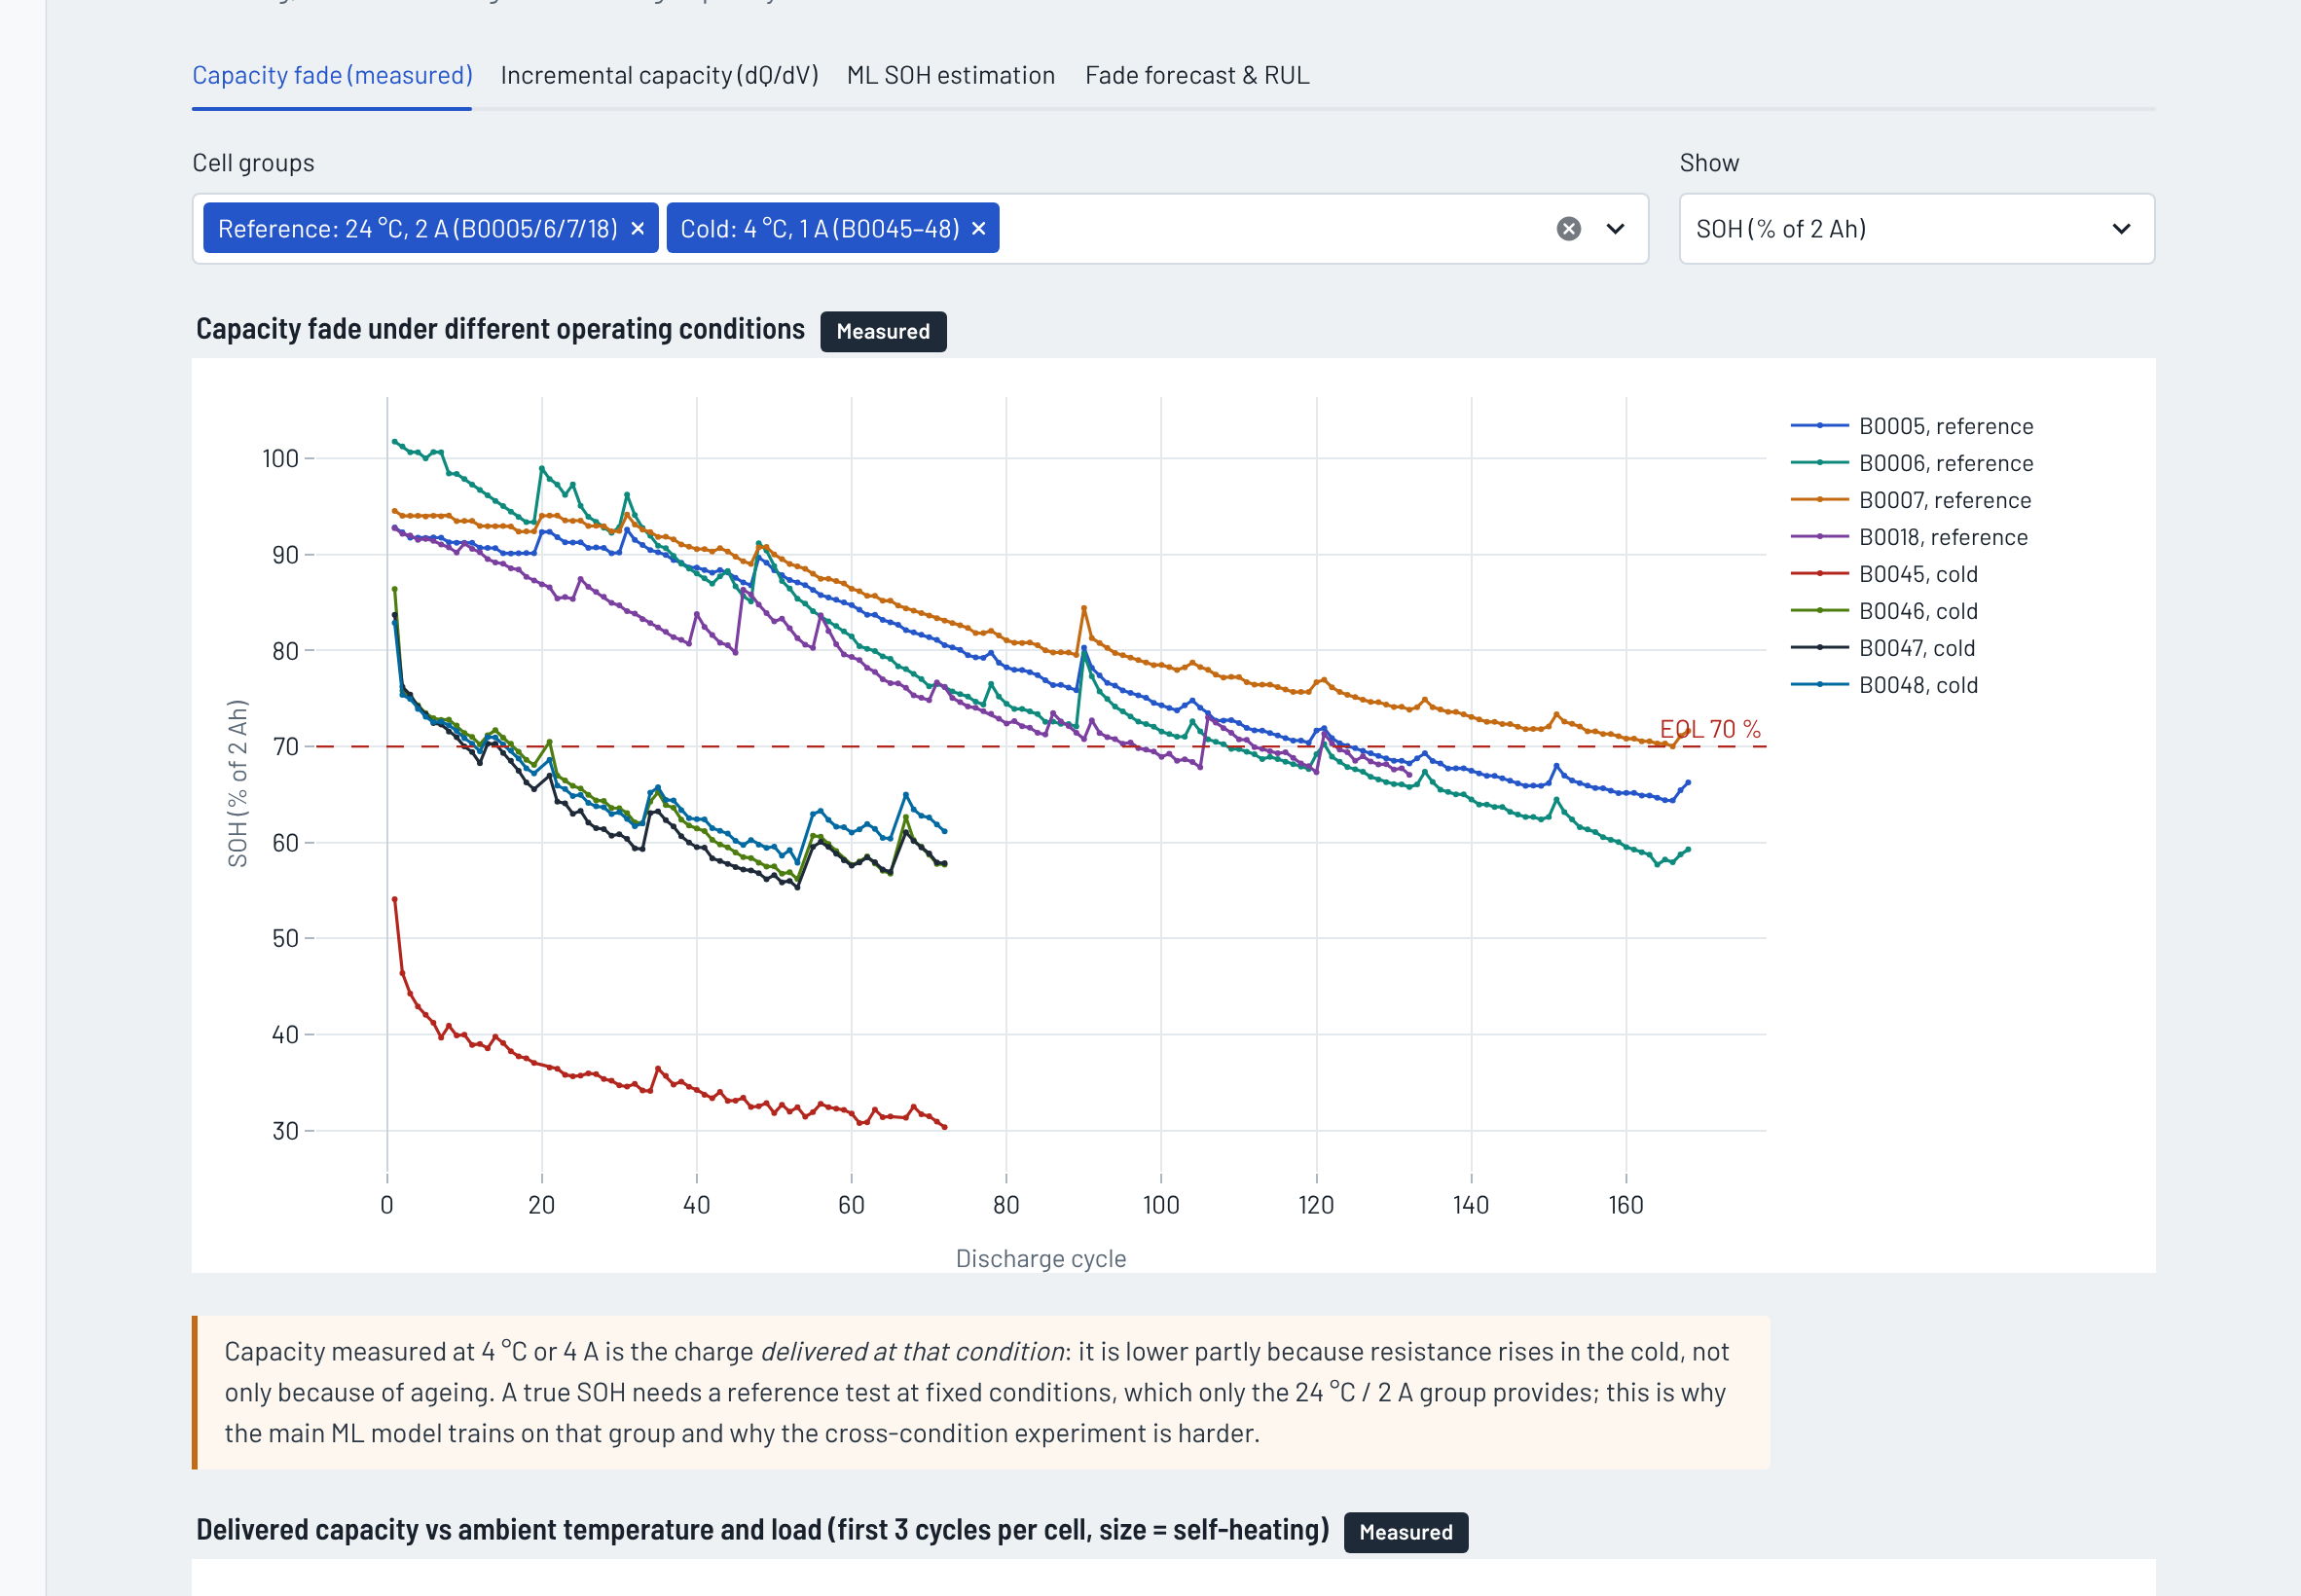 Capacity fade (measured) Incremental capacity (dQ/dV) ML SOH estimation Fade forecast & RUL
Cell groups
Show
Reference: 24 °C, 2 A (B0005/6/7/18) × Cold: 4 °C, 1 A (B0045–48) ×
SOH (% of 2 Ah)
Capacity fade under different operating conditions Measured
SOH (% of 2 Ah)
100
90
80
70
60
50
40
30
EOL 70 %
0 20 40 60 80 100 120 140 160
Discharge cycle
B0005, reference
B0006, reference
B0007, reference
B0018, reference
B0045, cold
B0046, cold
B0047, cold
B0048, cold
Capacity measured at 4 °C or 4 A is the charge delivered at that condition: it is lower partly because resistance rises in the cold, not
only because of ageing. A true SOH needs a reference test at fixed conditions, which only the 24 °C / 2 A group provides; this is why
the main ML model trains on that group and why the cross-condition experiment is harder.
Delivered capacity vs ambient temperature and load (first 3 cycles per cell, size = self-heating) Measured